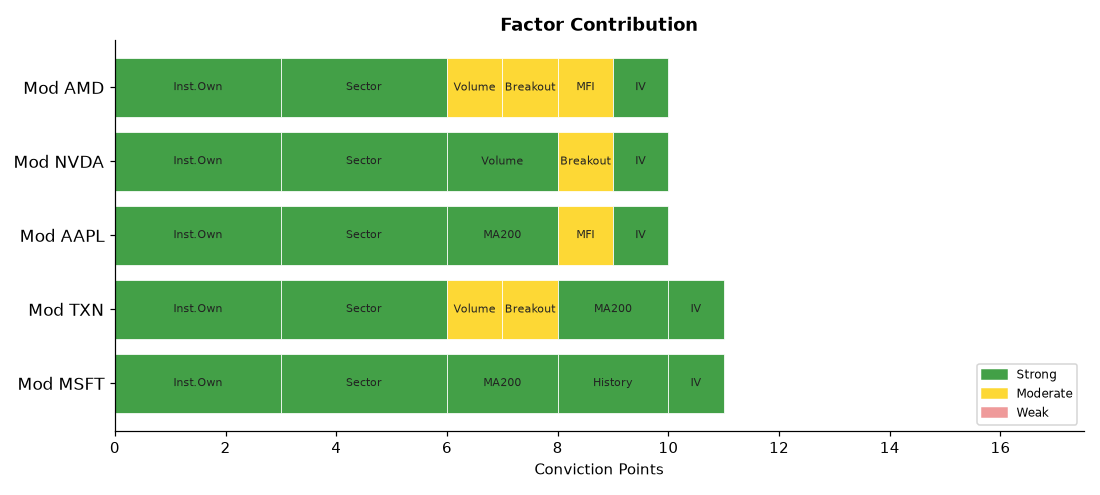 Factor Contribution
Mod AMD Inst.Own Sector Volume Breakout MFI IV
Mod NVDA Inst.Own Sector Volume Breakout IV
Mod AAPL Inst.Own Sector MA200 MFI IV
Mod TXN Inst.Own Sector Volume Breakout MA200 IV
Mod MSFT Inst.Own Sector MA200 History IV
Strong
Moderate
Weak
0 2 4 6 8 10 12 14 16
Conviction Points